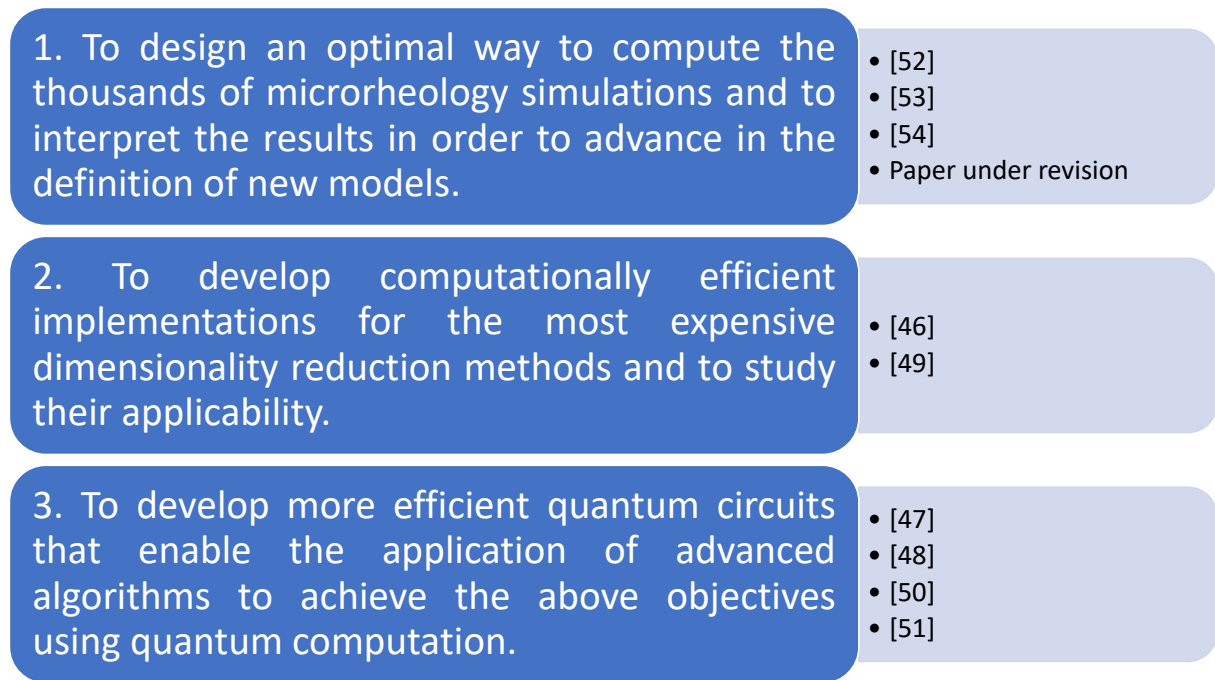 1. To design an optimal way to compute the
thousands of microrheology simulations and to
interpret the results in order to advance in the
definition of new models.
• [52]
• [53]
• [54]
• Paper under revision
2. To develop computationally efficient
implementations for the most expensive
dimensionality reduction methods and to study
their applicability.
• [46]
• [49]
3. To develop more efficient quantum circuits
that enable the application of advanced
algorithms to achieve the above objectives
using quantum computation.
• [47]
• [48]
• [50]
• [51]